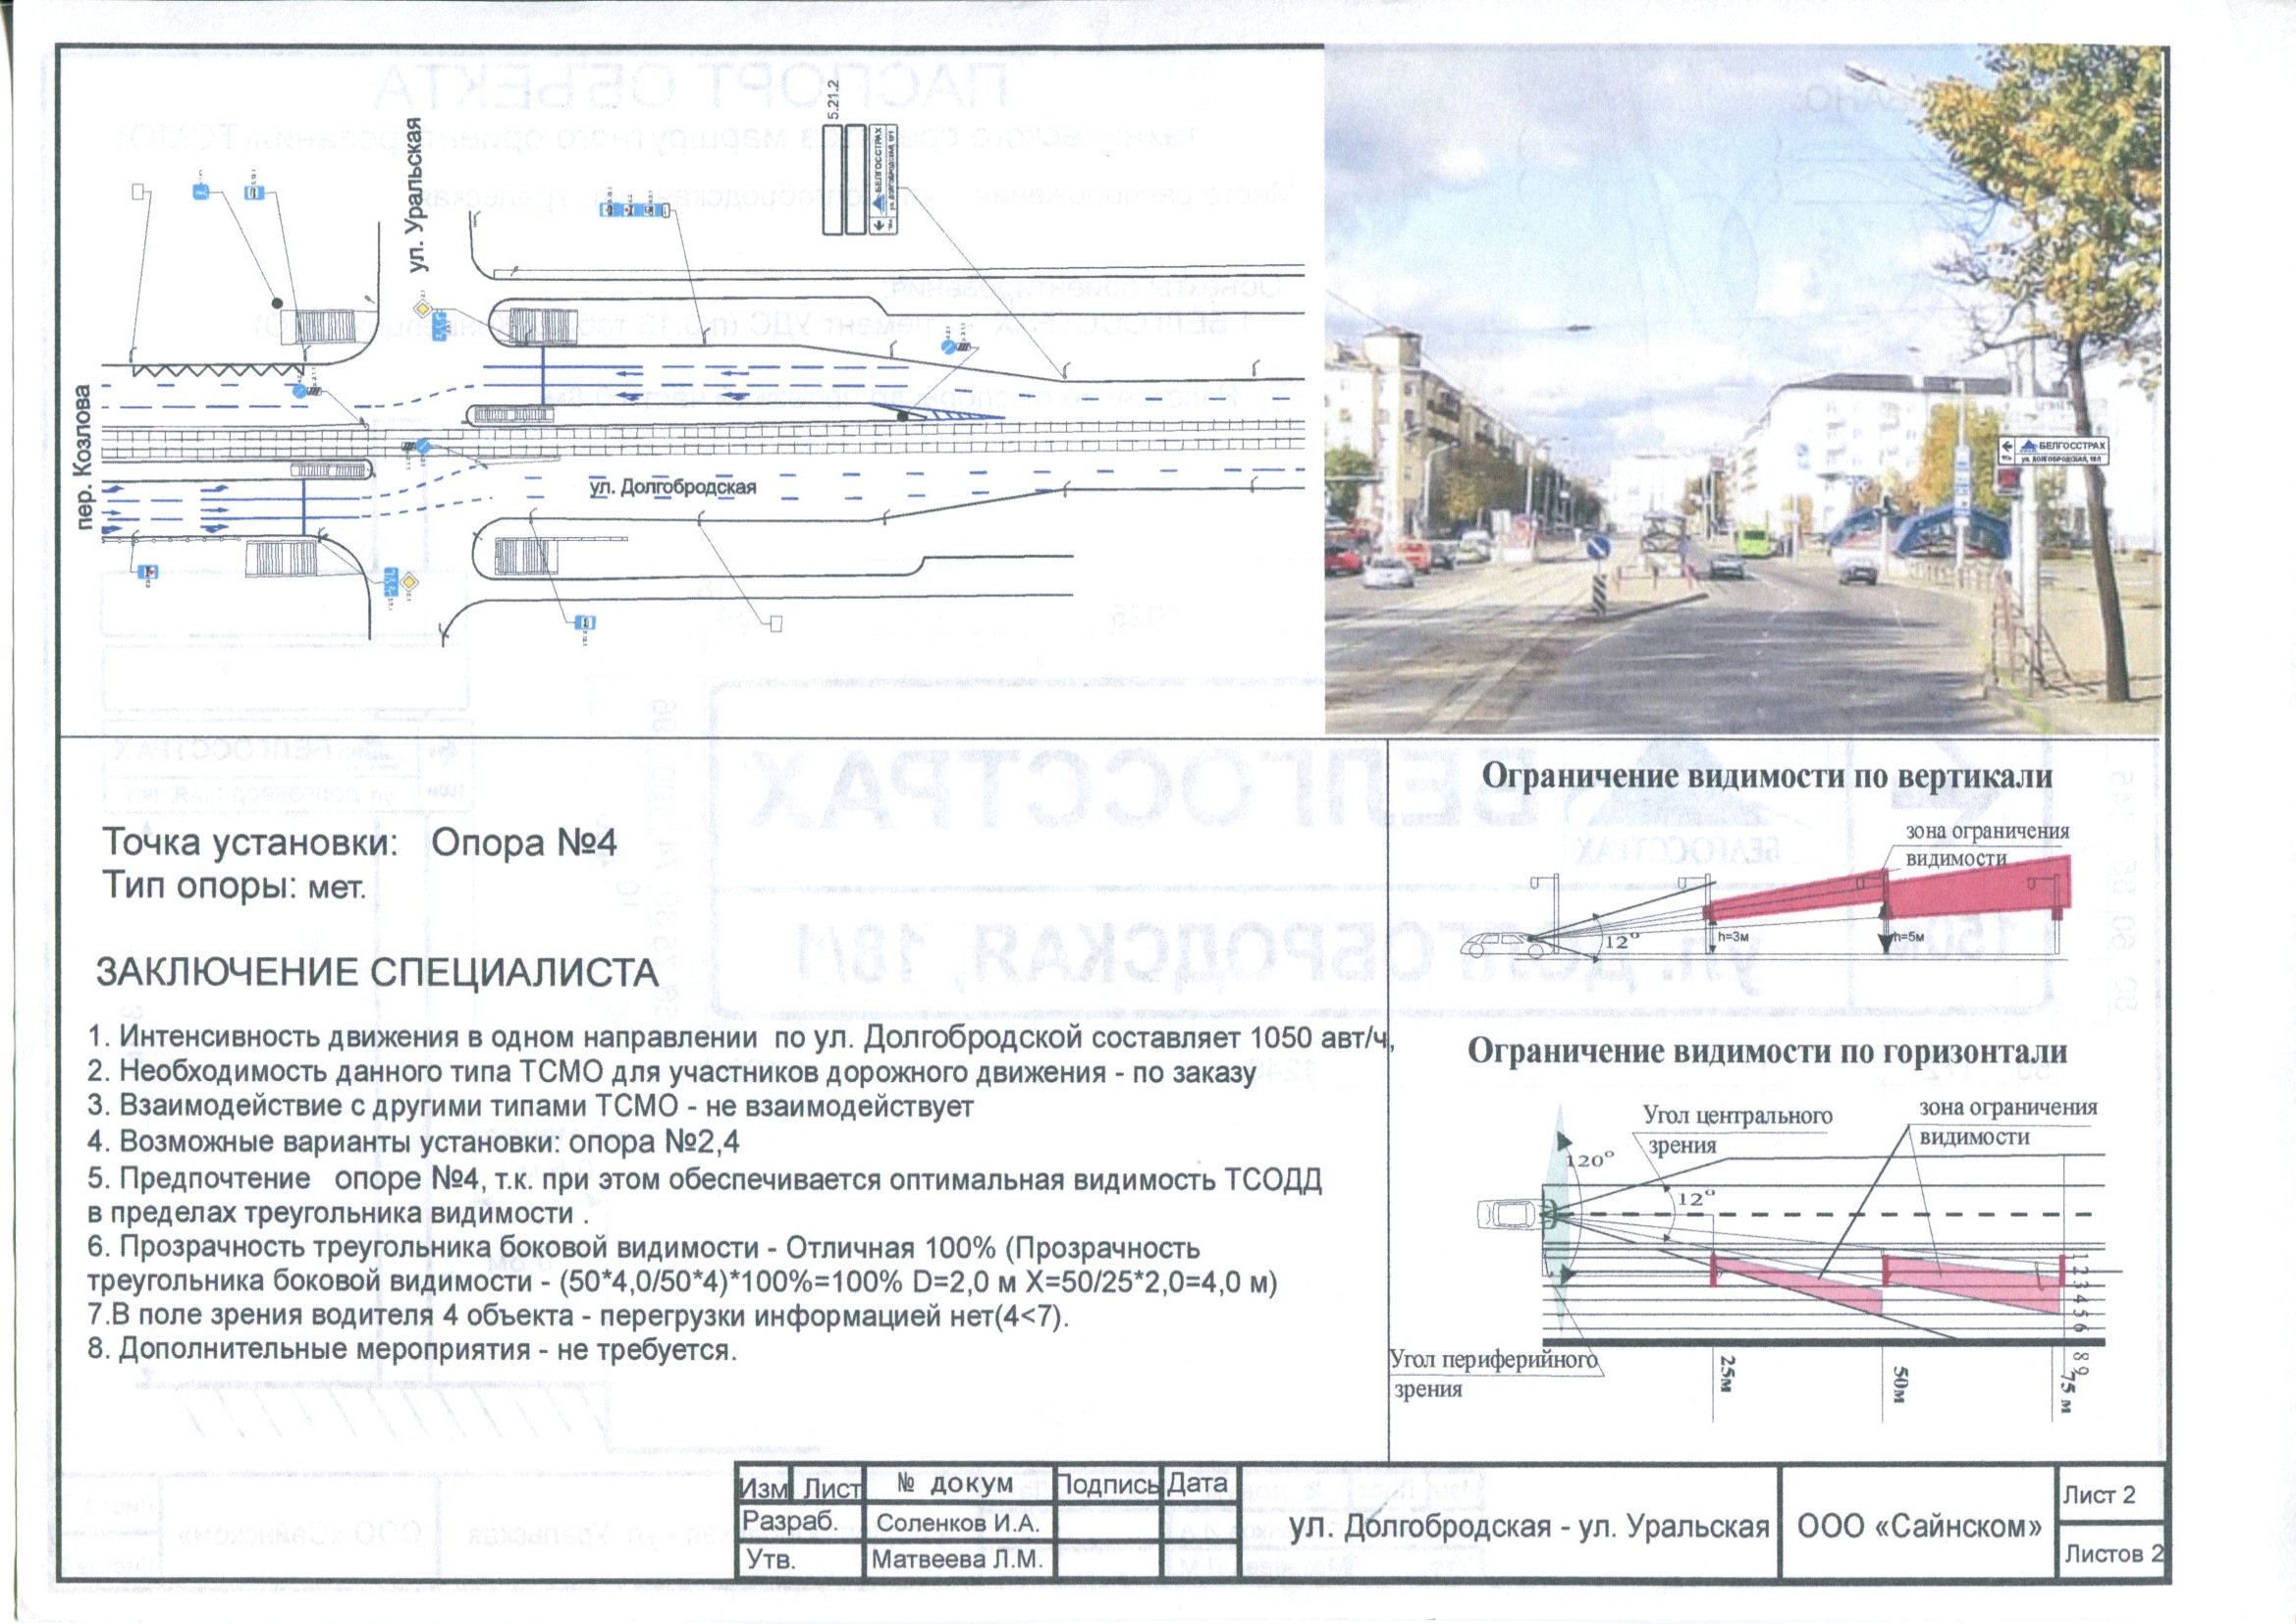 ул. Уральская
5.21.2
БЕЛГОССТРАХ
пер. Козлова
ул. Долгобродская
БЕЛГОССТРАХ
ул. ДОЛГОБРОДСКАЯ, 18/1
Точка установки: Опора №4
Тип опоры: мет.
ЗАКЛЮЧЕНИЕ СПЕЦИАЛИСТА
1. Интенсивность движения в одном направлении по ул. Долгобродской составляет 1050 авт/ч,
2. Необходимость данного типа ТСМО для участников дорожного движения - по заказу
3. Взаимодействие с другими типами ТСМО - не взаимодействует
4. Возможные варианты установки: опора №2,4
5. Предпочтение опоре №4, т.к. при этом обеспечивается оптимальная видимость ТСОДД
в пределах треугольника видимости .
6. Прозрачность треугольника боковой видимости - Отличная 100% (Прозрачность
треугольника боковой видимости - (50*4,0/50*4)*100%=100% D=2,0 м X=50/25*2,0=4,0 м)
7.В поле зрения водителя 4 объекта - перегрузки информацией нет(4<7).
8. Дополнительные мероприятия - не требуется.
Ограничение видимости по вертикали
зона ограничения
видимости
12°
h=3м
h=5м
Ограничение видимости по горизонтали
Угол центрального
зрения
зона ограничения
видимости
120°
12°
1 2 3 4 5 6 8 9
Угол периферийного
зрения
25м
50м
75 м
Изм Лист № докум Подпись Дата
Разраб. Соленков И.А.
Утв. Матвеева Л.М.
ул. Долгобродская - ул. Уральская
ООО «Сайнском»
Лист 2
Листов 2